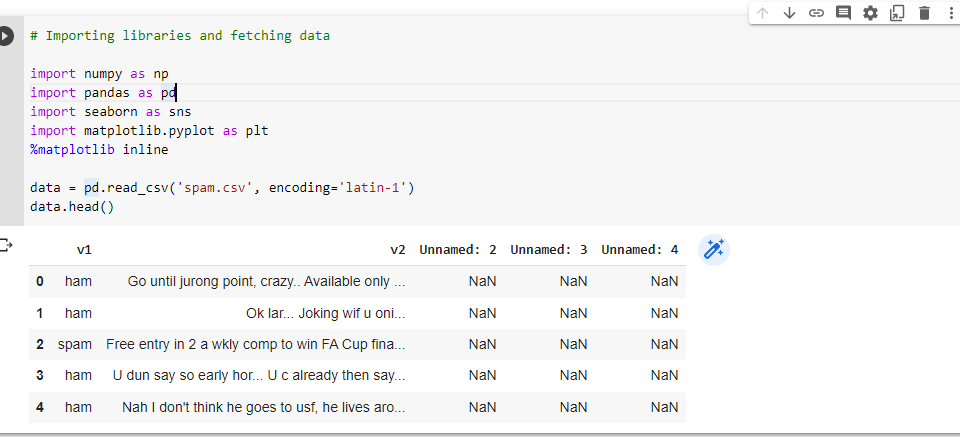 # Importing libraries and fetching data
import numpy as np
import pandas as pd
import seaborn as sns
import matplotlib.pyplot as plt
%matplotlib inline
data = pd.read_csv('spam.csv', encoding='latin-1')
data.head()
v1 v2 Unnamed: 2 Unnamed: 3 Unnamed: 4
0 ham Go until jurong point, crazy.. Available only ... NaN NaN NaN
1 ham Ok lar... Joking wif u oni... NaN NaN NaN
2 spam Free entry in 2 a wkly comp to win FA Cup fina... NaN NaN NaN
3 ham U dun say so early hor... U c already then say... NaN NaN NaN
4 ham Nah I don't think he goes to usf, he lives aro... NaN NaN NaN